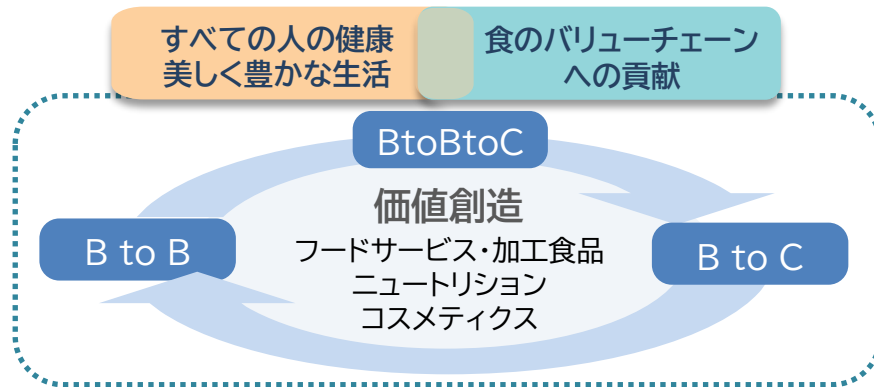 すべての人の健康
美しく豊かな生活
食のバリューチェーン
への貢献
BtoBtoC
価値創造
フードサービス・加工食品
ニュートリション
コスメティクス
B to B
B to C